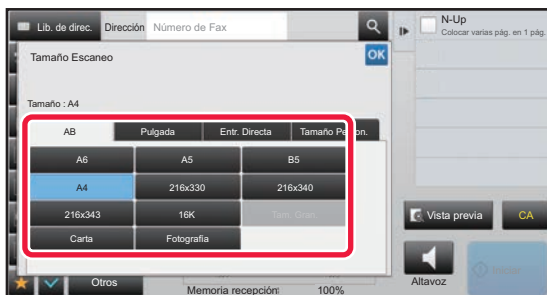 Lib. de direc. Dirección Número de Fax
N-Up
Colocar varias pág. en 1 pág.
Tamaño Escaneo
OK
Tamaño : A4
AB Pulgada Entr. Directa Tamaño Person.
A6 A5 B5
A4 216x330 216x340
216x343 16K Tam. Gran.
Carta Fotografía
Vista previa CA
Otros
Memoria recepción: 100%
Altavoz